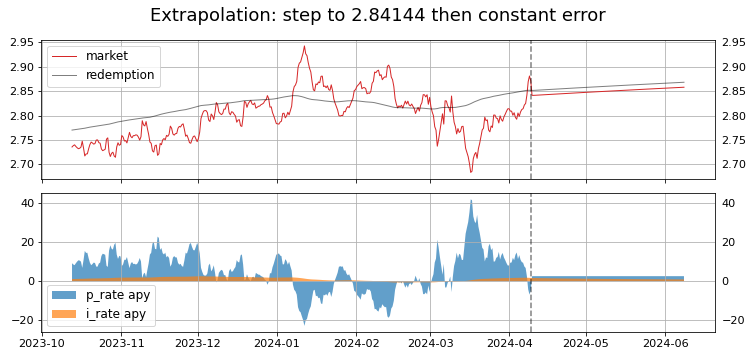 Extrapolation: step to 2.84144 then constant error
2.95 2.95
market
redemption
2.90 2.90
2.85 2.85
2.80 2.80
2.75 2.75
2.70 2.70
40 40
20 20
0 0
p_rate apy
i_rate apy
−20 −20
2023-10 2023-11 2023-12 2024-01 2024-02 2024-03 2024-04 2024-05 2024-06